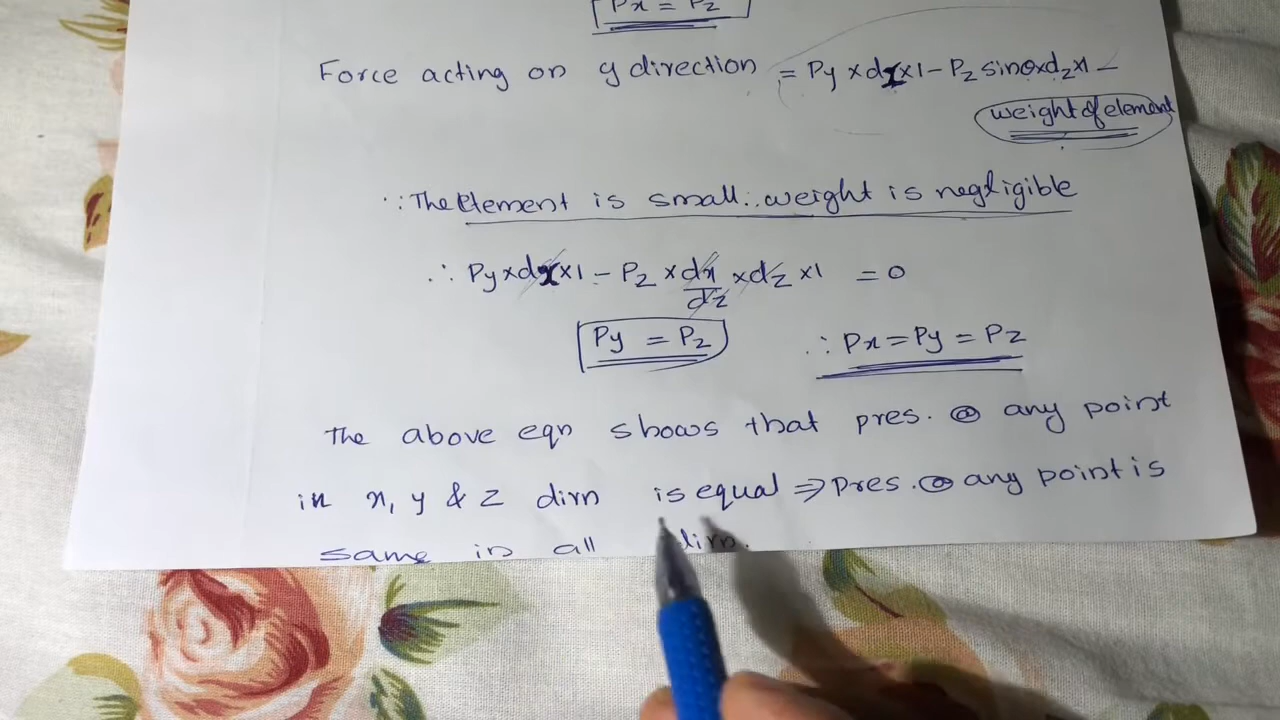 Px = Pz
Force acting on y direction = Py × dx × 1 - Pz sinθ × dz × 1 -
weight of element
∵ The Element is small ∴ weight is negligible
∴ Py × dx × 1 - Pz × dx/dz × dz × 1 = 0
Py = Pz ∴ Px = Py = Pz
The above eqn shows that pres. @ any point
in x, y & z dirn is equal ⇒ Pres. @ any point is
same in all dirn.